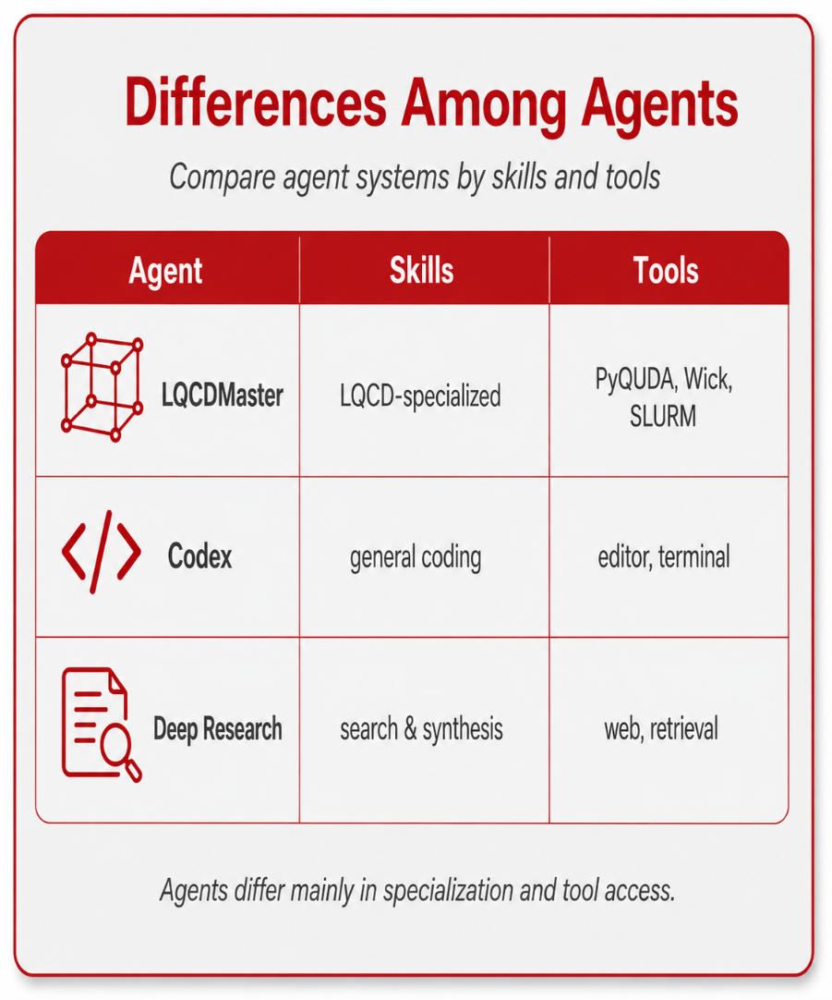 Differences Among Agents
Compare agent systems by skills and tools
Agent Skills Tools
LQCDMaster LQCD-specialized PyQUDA, Wick,
SLURM
</> Codex general coding editor, terminal
Deep Research search & synthesis web, retrieval
Agents differ mainly in specialization and tool access.